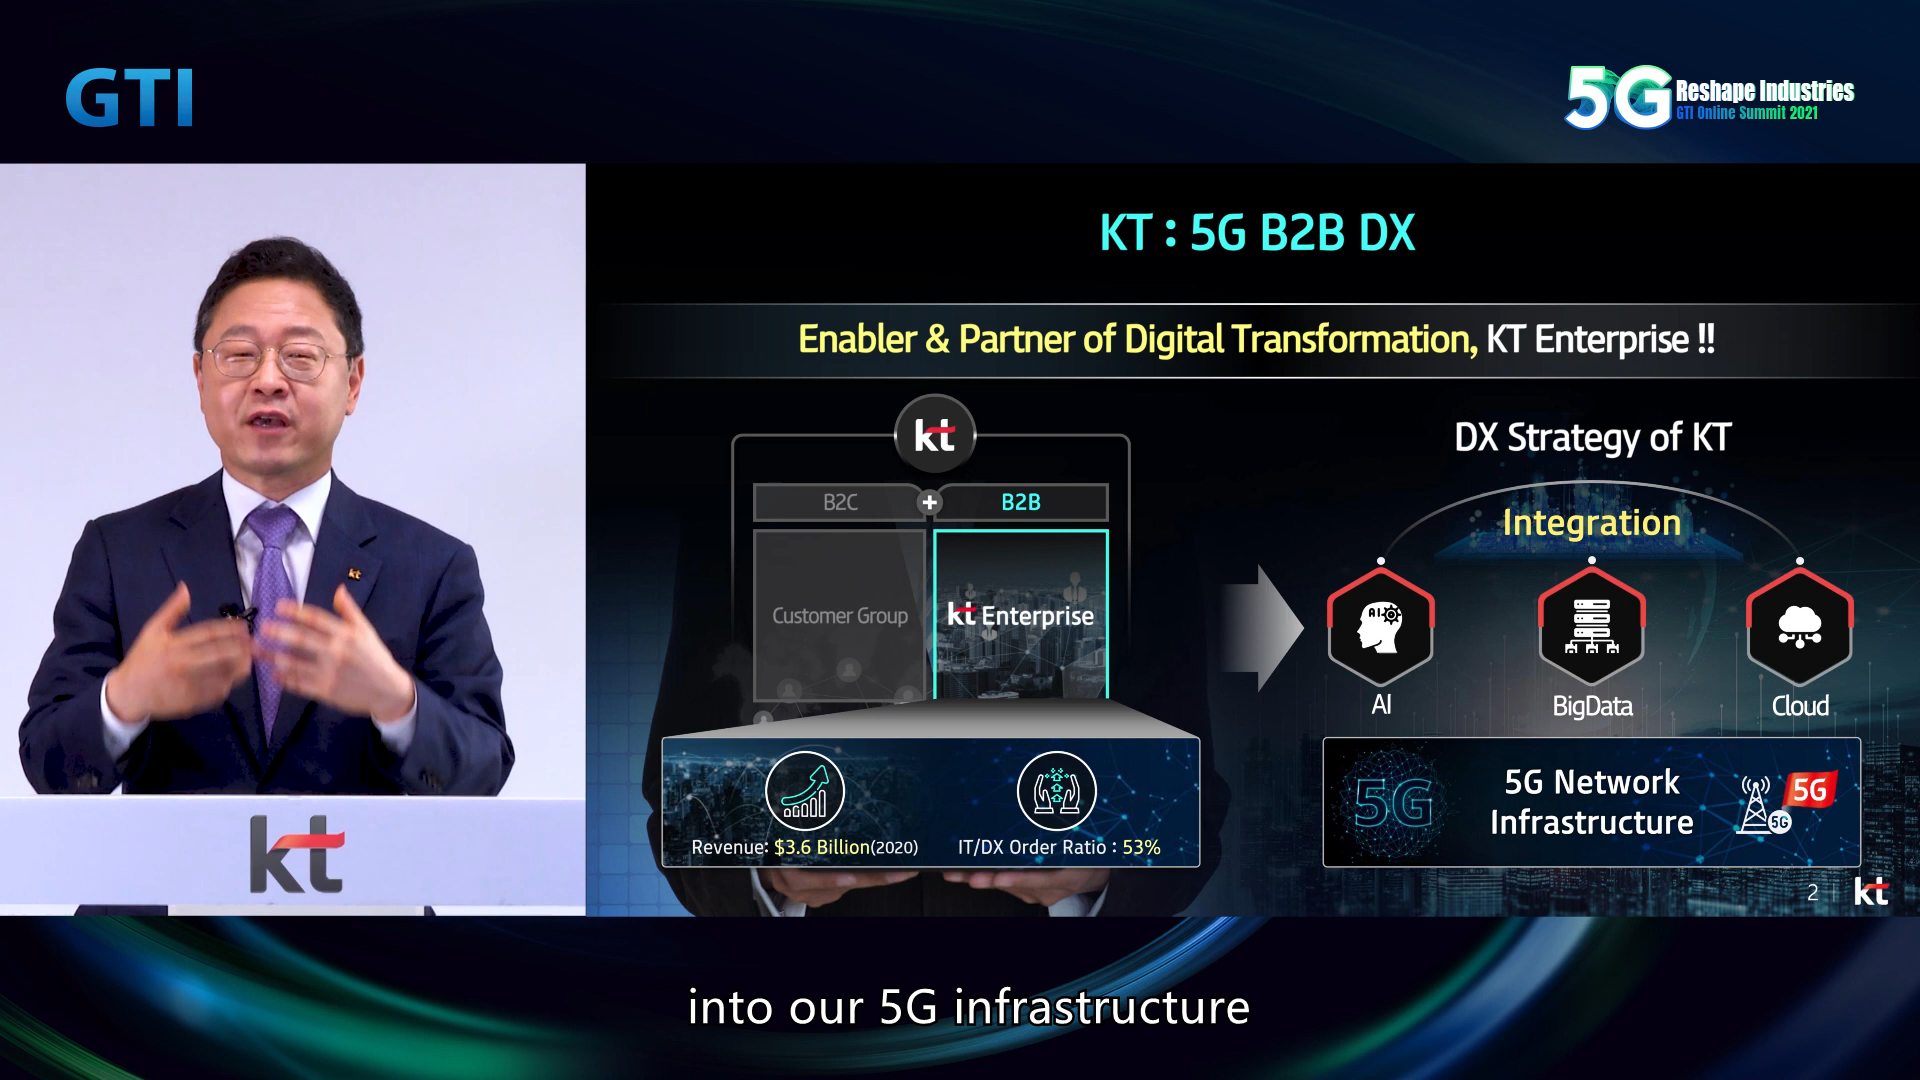 GTI
5G Reshape Industries
GTI Online Summit 2021
KT : 5G B2B DX
Enabler & Partner of Digital Transformation, KT Enterprise !!
kt
B2C + B2B
Customer Group
kt Enterprise
Revenue: $3.6 Billion(2020)
IT/DX Order Ratio : 53%
DX Strategy of KT
Integration
AI
AI
BigData
Cloud
5G
5G Network
Infrastructure
5G
5G
2 | kt
kt
kt
into our 5G infrastructure